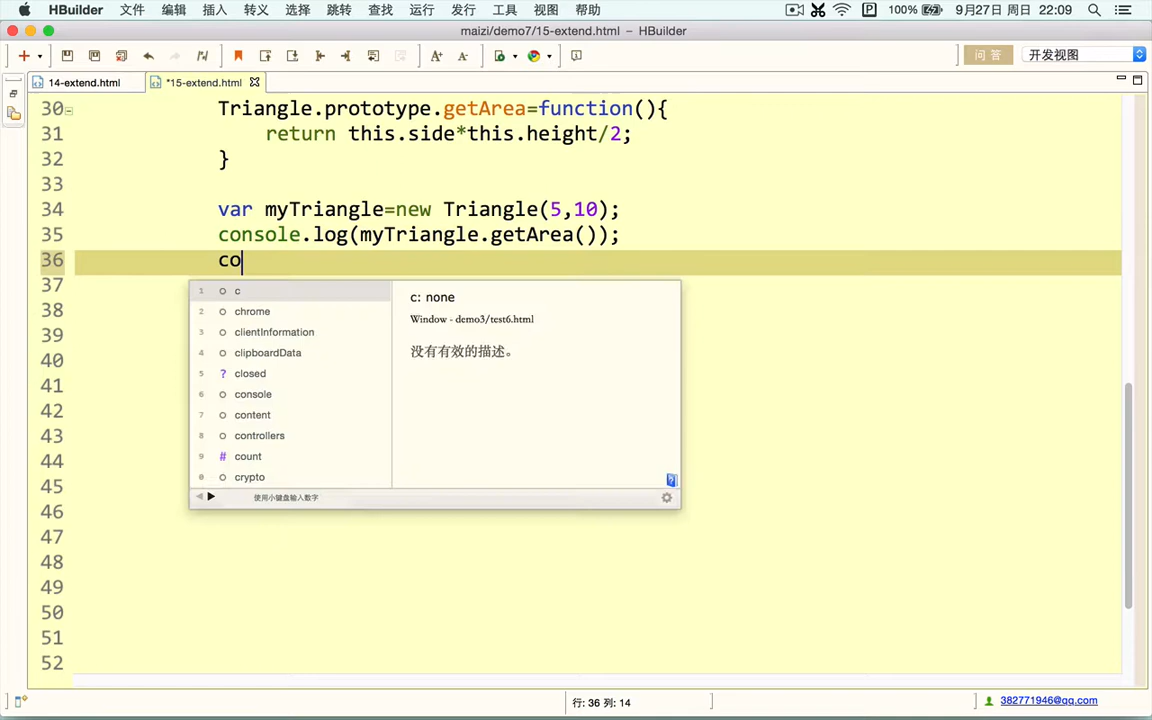 HBuilder 文件 编辑 插入 转义 选择 跳转 查找 运行 发行 工具 视图 帮助 P 100% 9月27日 周日 22:09
maizi/demo7/15-extend.html – HBuilder
问 答 开发视图
14-extend.html *15-extend.html
30 Triangle.prototype.getArea=function(){
31 return this.side*this.height/2;
32 }
33
34 var myTriangle=new Triangle(5,10);
35 console.log(myTriangle.getArea());
36 co
37
38
39
40
41
42
43
44
45
46
47
48
49
50
51
52
1 c
2 chrome
3 clientInformation
4 clipboardData
5 ? closed
6 console
7 content
8 controllers
9 # count
0 crypto
使用小键盘输入数字
c: none
Window - demo3/test6.html
没有有效的描述。
行: 36 列: 14
382771946@qq.com